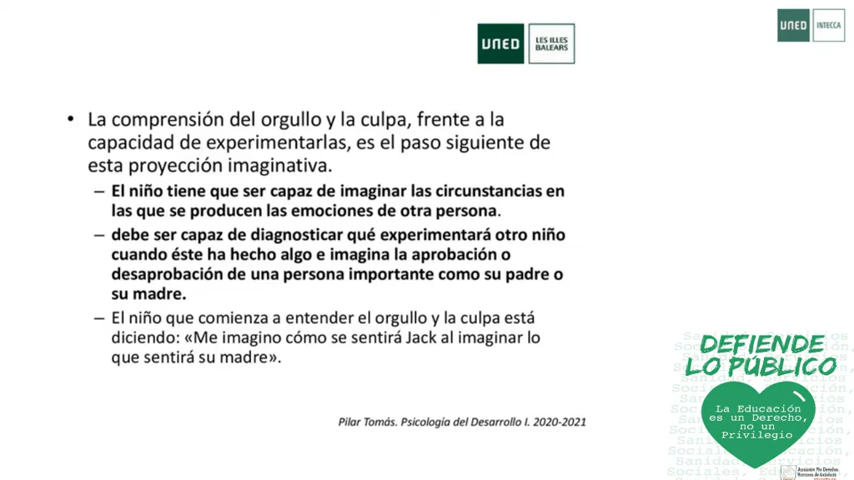 UNED
LES ILLES
BALEARS
UNED
INTECCA
• La comprensión del orgullo y la culpa, frente a la
capacidad de experimentarlas, es el paso siguiente de
esta proyección imaginativa.
– El niño tiene que ser capaz de imaginar las circunstancias en
las que se producen las emociones de otra persona.
– debe ser capaz de diagnosticar qué experimentará otro niño
cuando éste ha hecho algo e imagina la aprobación o
desaprobación de una persona importante como su padre o
su madre.
– El niño que comienza a entender el orgullo y la culpa está
diciendo: «Me imagino cómo se sentirá Jack al imaginar lo
que sentirá su madre».
Pilar Tomás. Psicología del Desarrollo I. 2020-2021
DEFIENDE
LO PÚBLICO
La Educación
es un Derecho,
no un
Privilegio